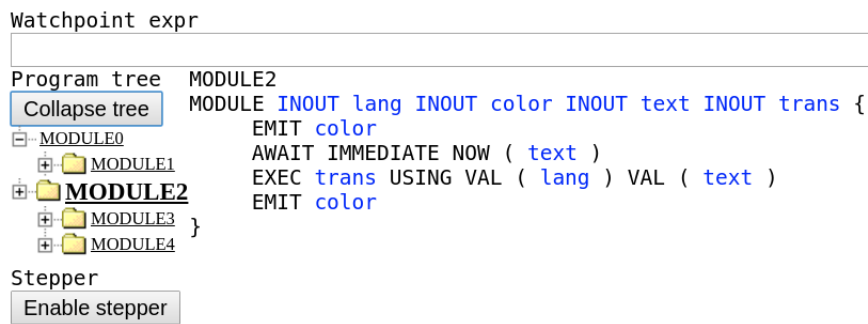 Watchpoint expr
Program tree
Collapse tree
MODULE0
MODULE1
MODULE2
MODULE3
MODULE4
MODULE2
MODULE INOUT lang INOUT color INOUT text INOUT trans {
EMIT color
AWAIT IMMEDIATE NOW ( text )
EXEC trans USING VAL ( lang ) VAL ( text )
EMIT color
}
Stepper
Enable stepper